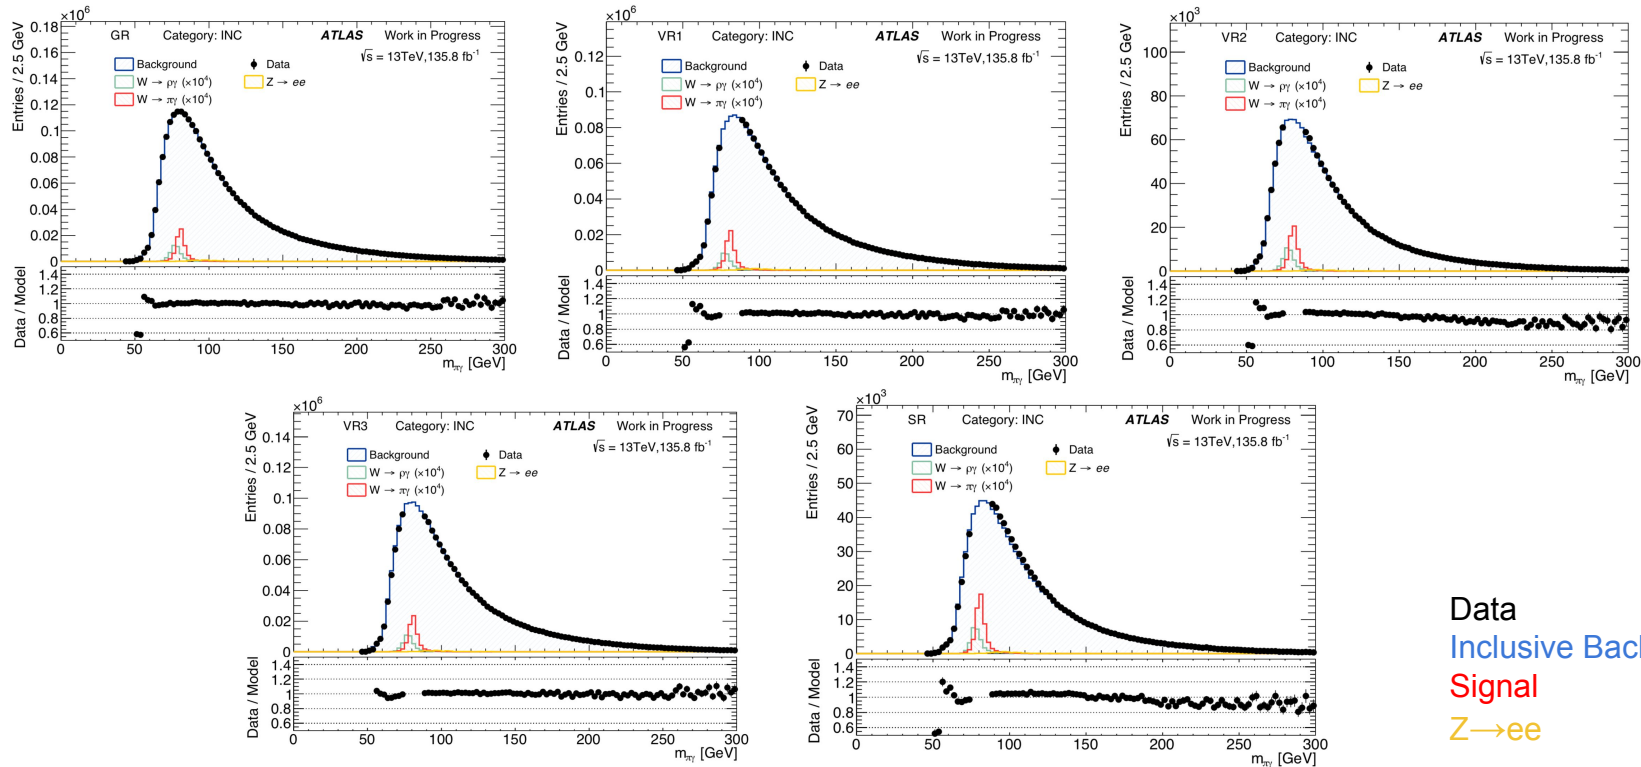 ×10⁶
Entries / 2.5 GeV
0.18
0.16
0.14
0.12
0.1
0.08
0.06
0.04
0.02
0
GR Category: INC ATLAS Work in Progress
√s = 13TeV,135.8 fb⁻¹
Background Data
W → ργ (×10⁴) Z → ee
W → πγ (×10⁴)
Data / Model
1.4
1.2
1
0.8
0.6
0 50 100 150 200 250 300
m_πγ [GeV]
×10⁶
Entries / 2.5 GeV
0.12
0.1
0.08
0.06
0.04
0.02
0
VR1 Category: INC ATLAS Work in Progress
√s = 13TeV,135.8 fb⁻¹
Background Data
W → ργ (×10⁴) Z → ee
W → πγ (×10⁴)
Data / Model
1.4
1.2
1
0.8
0.6
0 50 100 150 200 250 300
m_πγ [GeV]
×10³
Entries / 2.5 GeV
100
80
60
40
20
0
VR2 Category: INC ATLAS Work in Progress
√s = 13TeV,135.8 fb⁻¹
Background Data
W → ργ (×10⁴) Z → ee
W → πγ (×10⁴)
Data / Model
1.4
1.2
1
0.8
0.6
0 50 100 150 200 250 300
m_πγ [GeV]
×10⁶
Entries / 2.5 GeV
0.14
0.12
0.1
0.08
0.06
0.04
0.02
0
VR3 Category: INC ATLAS Work in Progress
√s = 13TeV,135.8 fb⁻¹
Background Data
W → ργ (×10⁴) Z → ee
W → πγ (×10⁴)
Data / Model
1.4
1.2
1
0.8
0.6
0 50 100 150 200 250 300
m_πγ [GeV]
×10³
Entries / 2.5 GeV
70
60
50
40
30
20
10
0
SR Category: INC ATLAS Work in Progress
√s = 13TeV,135.8 fb⁻¹
Background Data
W → ργ (×10⁴) Z → ee
W → πγ (×10⁴)
Data / Model
1.4
1.2
1
0.8
0.6
0 50 100 150 200 250 300
m_πγ [GeV]
Data
Inclusive Bac
Signal
Z→ee